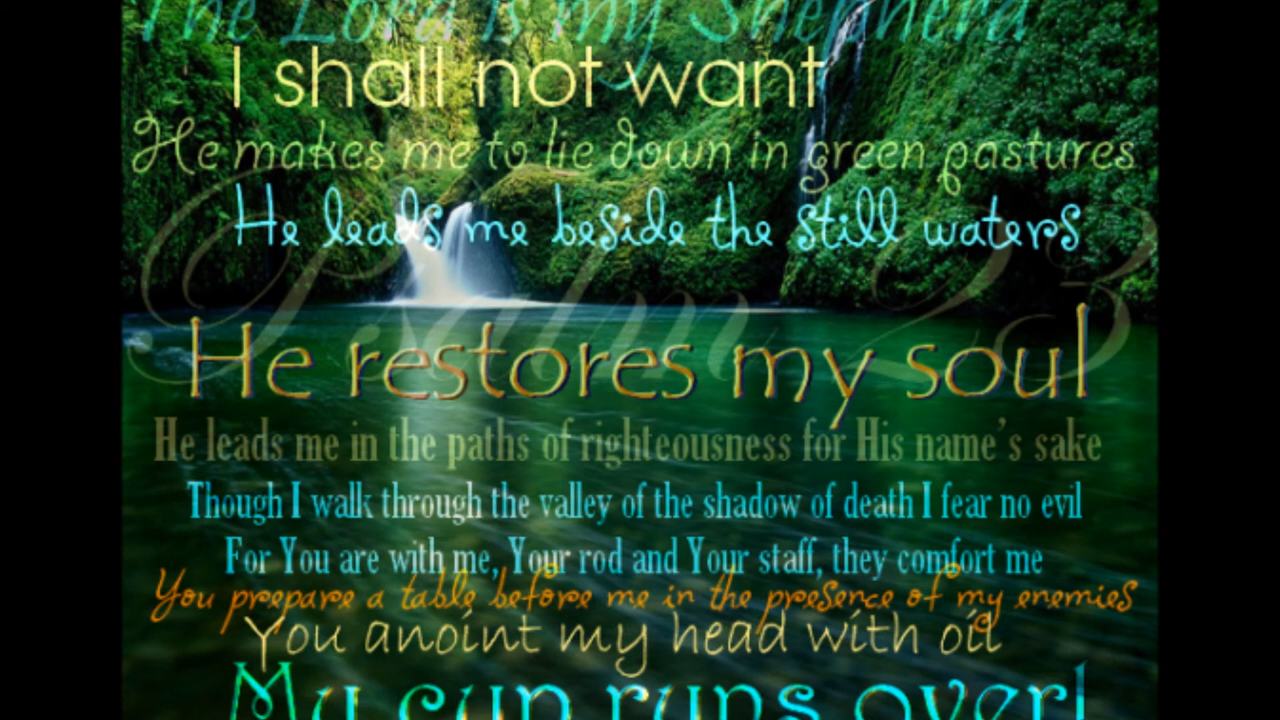 The Lord is my Shepherd
I shall not want
He makes me to lie down in green pastures
He leads me beside the still waters
Psalm 23
He restores my soul
He leads me in the paths of righteousness for His name's sake
Though I walk through the valley of the shadow of death I fear no evil
For You are with me, Your rod and Your staff, they comfort me
You prepare a table before me in the presence of my enemies
You anoint my head with oil
My cup runs over!